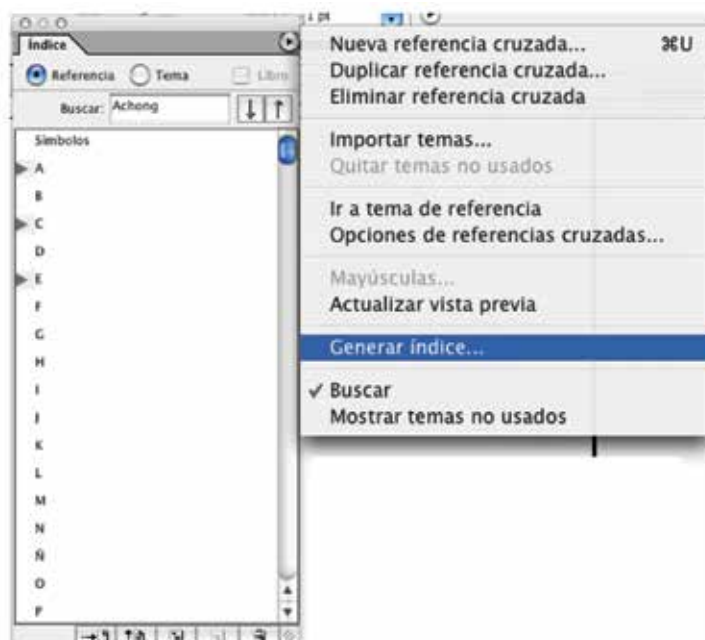 1 pt
Índice
Referencia Tema Libro
Buscar: Achong
Símbolos
A
B
C
D
E
F
G
H
I
J
K
L
M
N
Ñ
O
P
Nueva referencia cruzada... ⌘U
Duplicar referencia cruzada...
Eliminar referencia cruzada
Importar temas...
Quitar temas no usados
Ir a tema de referencia
Opciones de referencias cruzadas...
Mayúsculas...
Actualizar vista previa
Generar índice...
✓ Buscar
Mostrar temas no usados